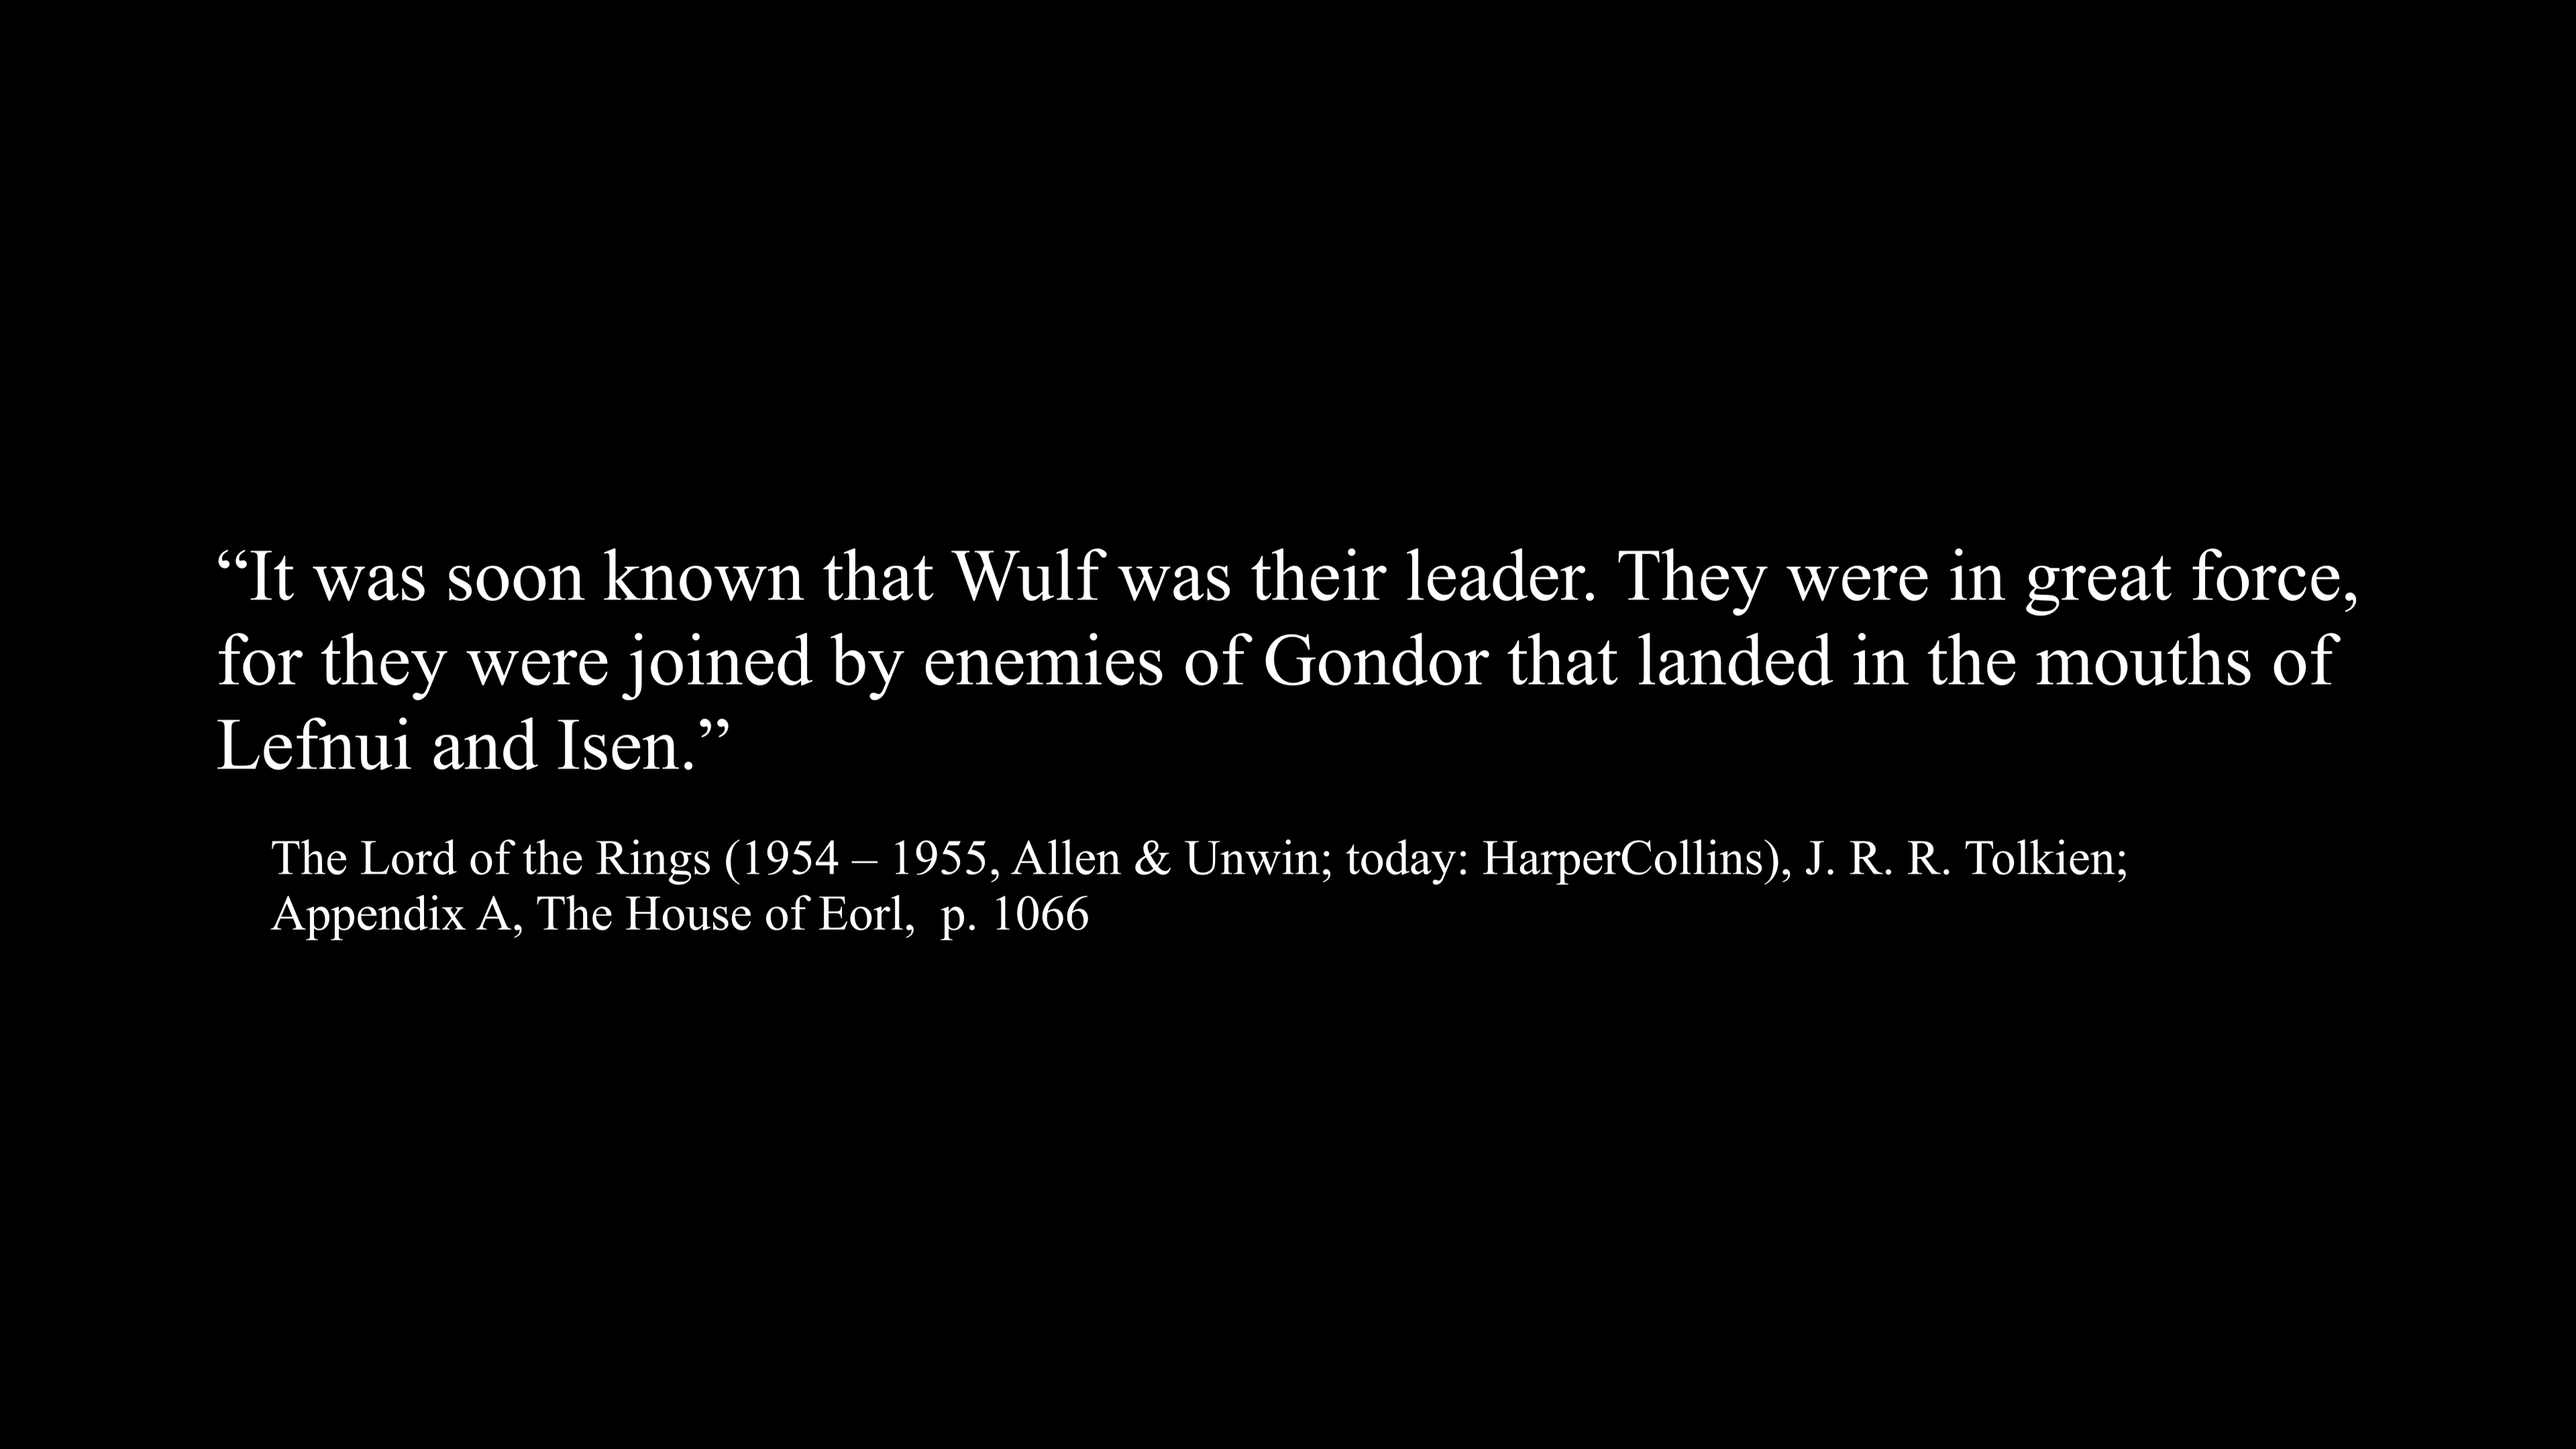 “It was soon known that Wulf was their leader. They were in great force,
for they were joined by enemies of Gondor that landed in the mouths of
Lefnui and Isen.”
The Lord of the Rings (1954 – 1955, Allen & Unwin; today: HarperCollins), J. R. R. Tolkien;
Appendix A, The House of Eorl,  p. 1066